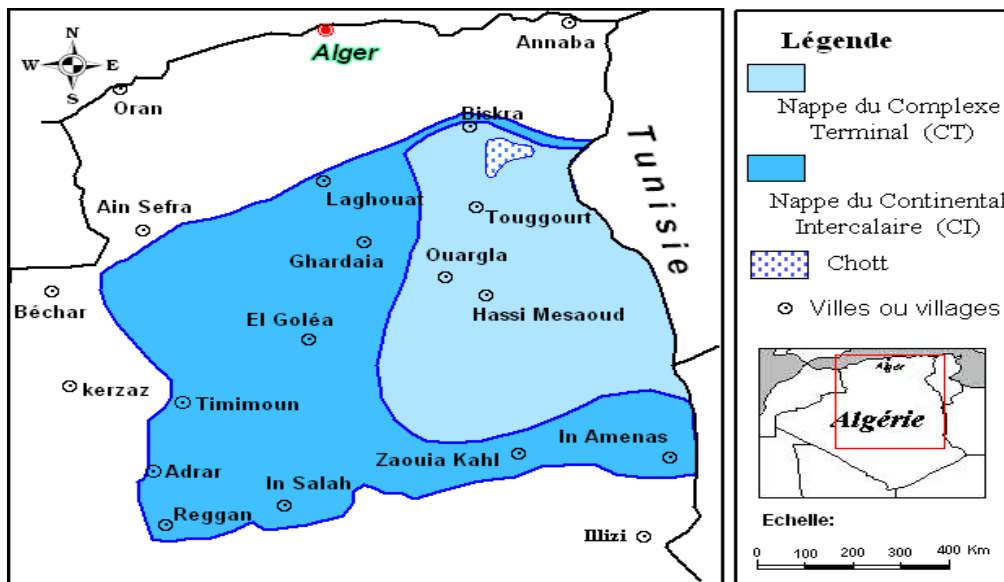 N
W
E
S
Alger
Annaba
Oran
Biskra
Tunisie
Laghouat
Ain Sefra
Touggourt
Ghardaia
Ouargla
Béchar
El Goléa
Hassi Mesaoud
kerzaz
Timimoun
In Amenas
Zaouia Kahl
Adrar
In Salah
Reggan
Illizi
Légende
Nappe du Complexe
Terminal (CT)
Nappe du Continental
Intercalaire (CI)
Chott
Villes ou villages
Alger
Algérie
Echelle:
0 100 200 300 400 Km